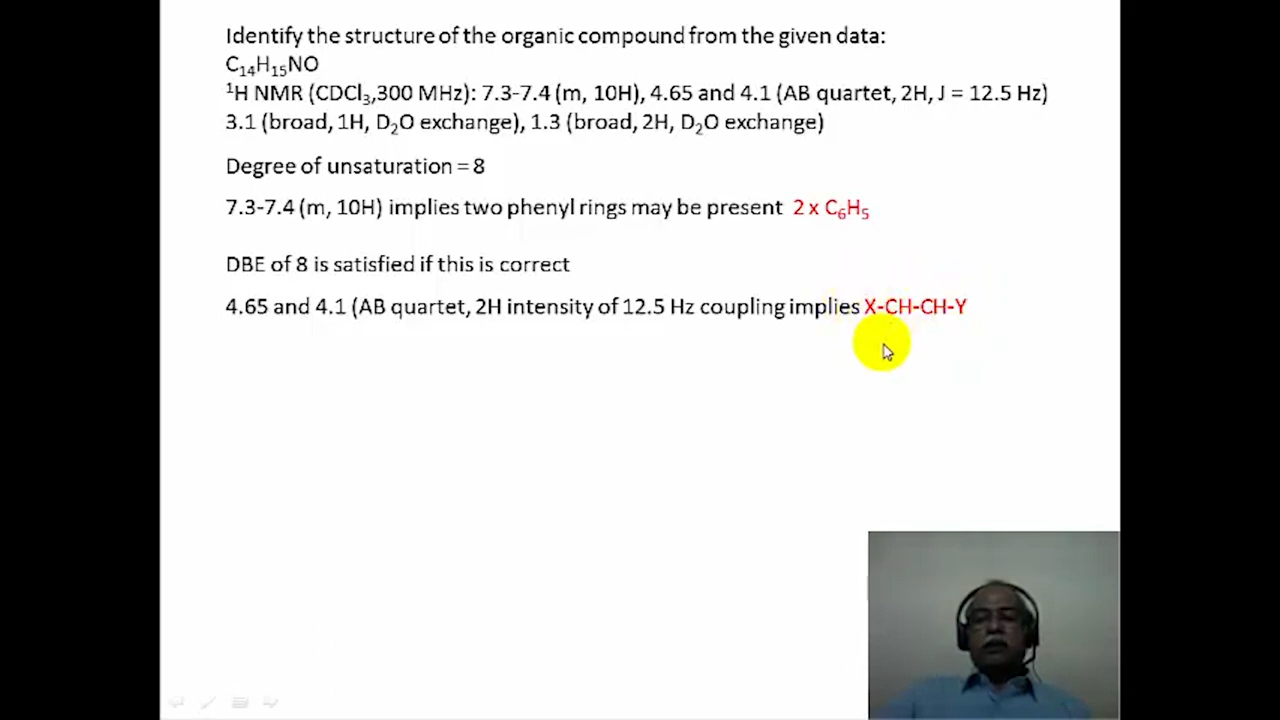 Identify the structure of the organic compound from the given data:
C₁₄H₁₅NO
¹H NMR (CDCl₃,300 MHz): 7.3-7.4 (m, 10H), 4.65 and 4.1 (AB quartet, 2H, J = 12.5 Hz)
3.1 (broad, 1H, D₂O exchange), 1.3 (broad, 2H, D₂O exchange)
Degree of unsaturation = 8
7.3-7.4 (m, 10H) implies two phenyl rings may be present 2 x C₆H₅
DBE of 8 is satisfied if this is correct
4.65 and 4.1 (AB quartet, 2H intensity of 12.5 Hz coupling implies X-CH-CH-Y